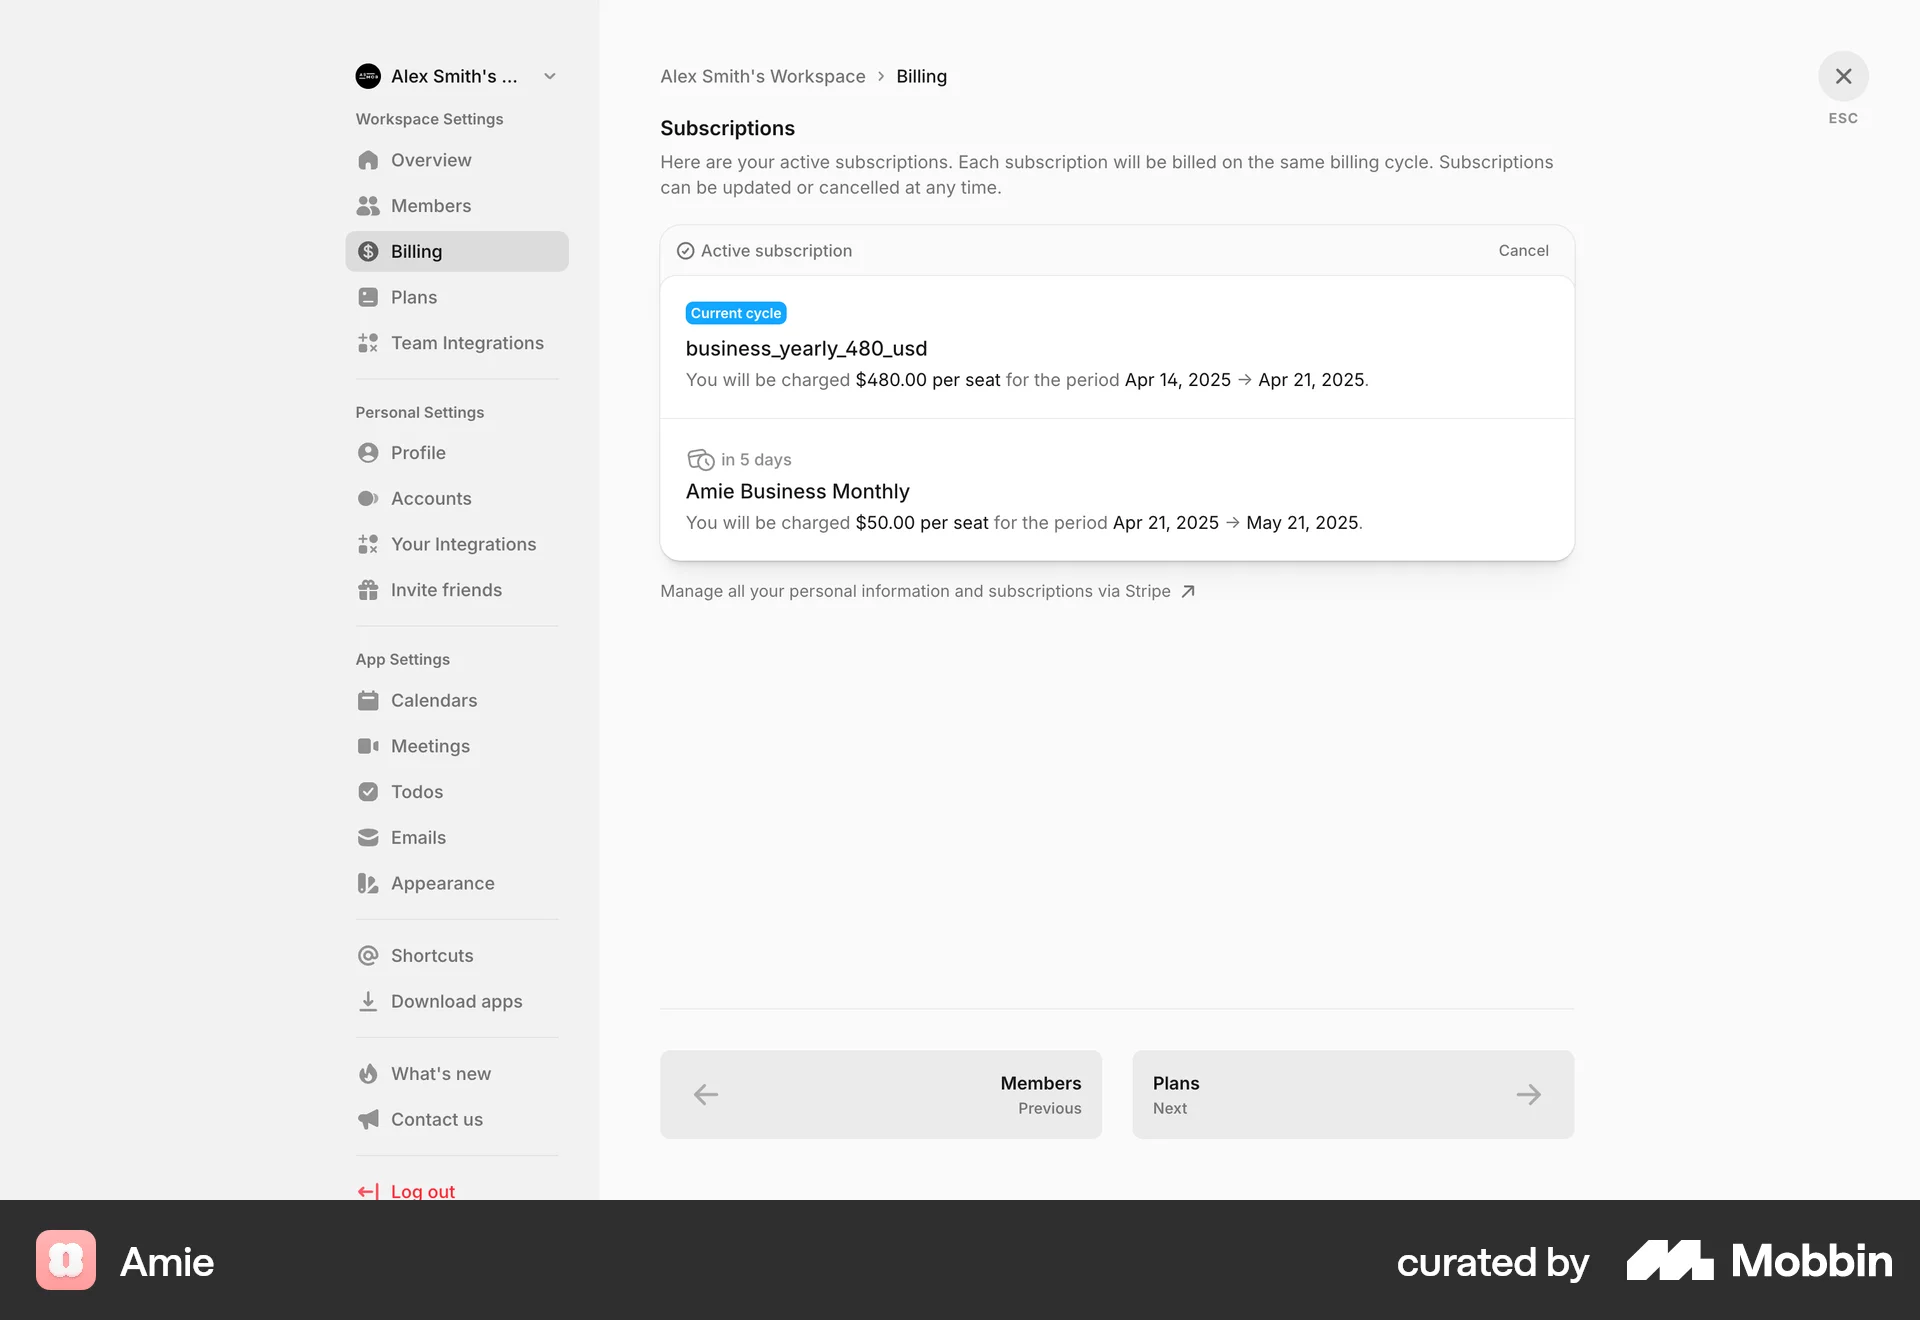 Alex Smith's ...
Workspace Settings
Overview
Members
Billing
Plans
Team Integrations
Personal Settings
Profile
Accounts
Your Integrations
Invite friends
App Settings
Calendars
Meetings
Todos
Emails
Appearance
Shortcuts
Download apps
What's new
Contact us
Log out
Alex Smith's Workspace > Billing
ESC
Subscriptions
Here are your active subscriptions. Each subscription will be billed on the same billing cycle. Subscriptions
can be updated or cancelled at any time.
Active subscription
Cancel
Current cycle
business_yearly_480_usd
You will be charged $480.00 per seat for the period Apr 14, 2025 → Apr 21, 2025.
in 5 days
Amie Business Monthly
You will be charged $50.00 per seat for the period Apr 21, 2025 → May 21, 2025.
Manage all your personal information and subscriptions via Stripe
Members
Previous
Plans
Next
Amie
curated by Mobbin